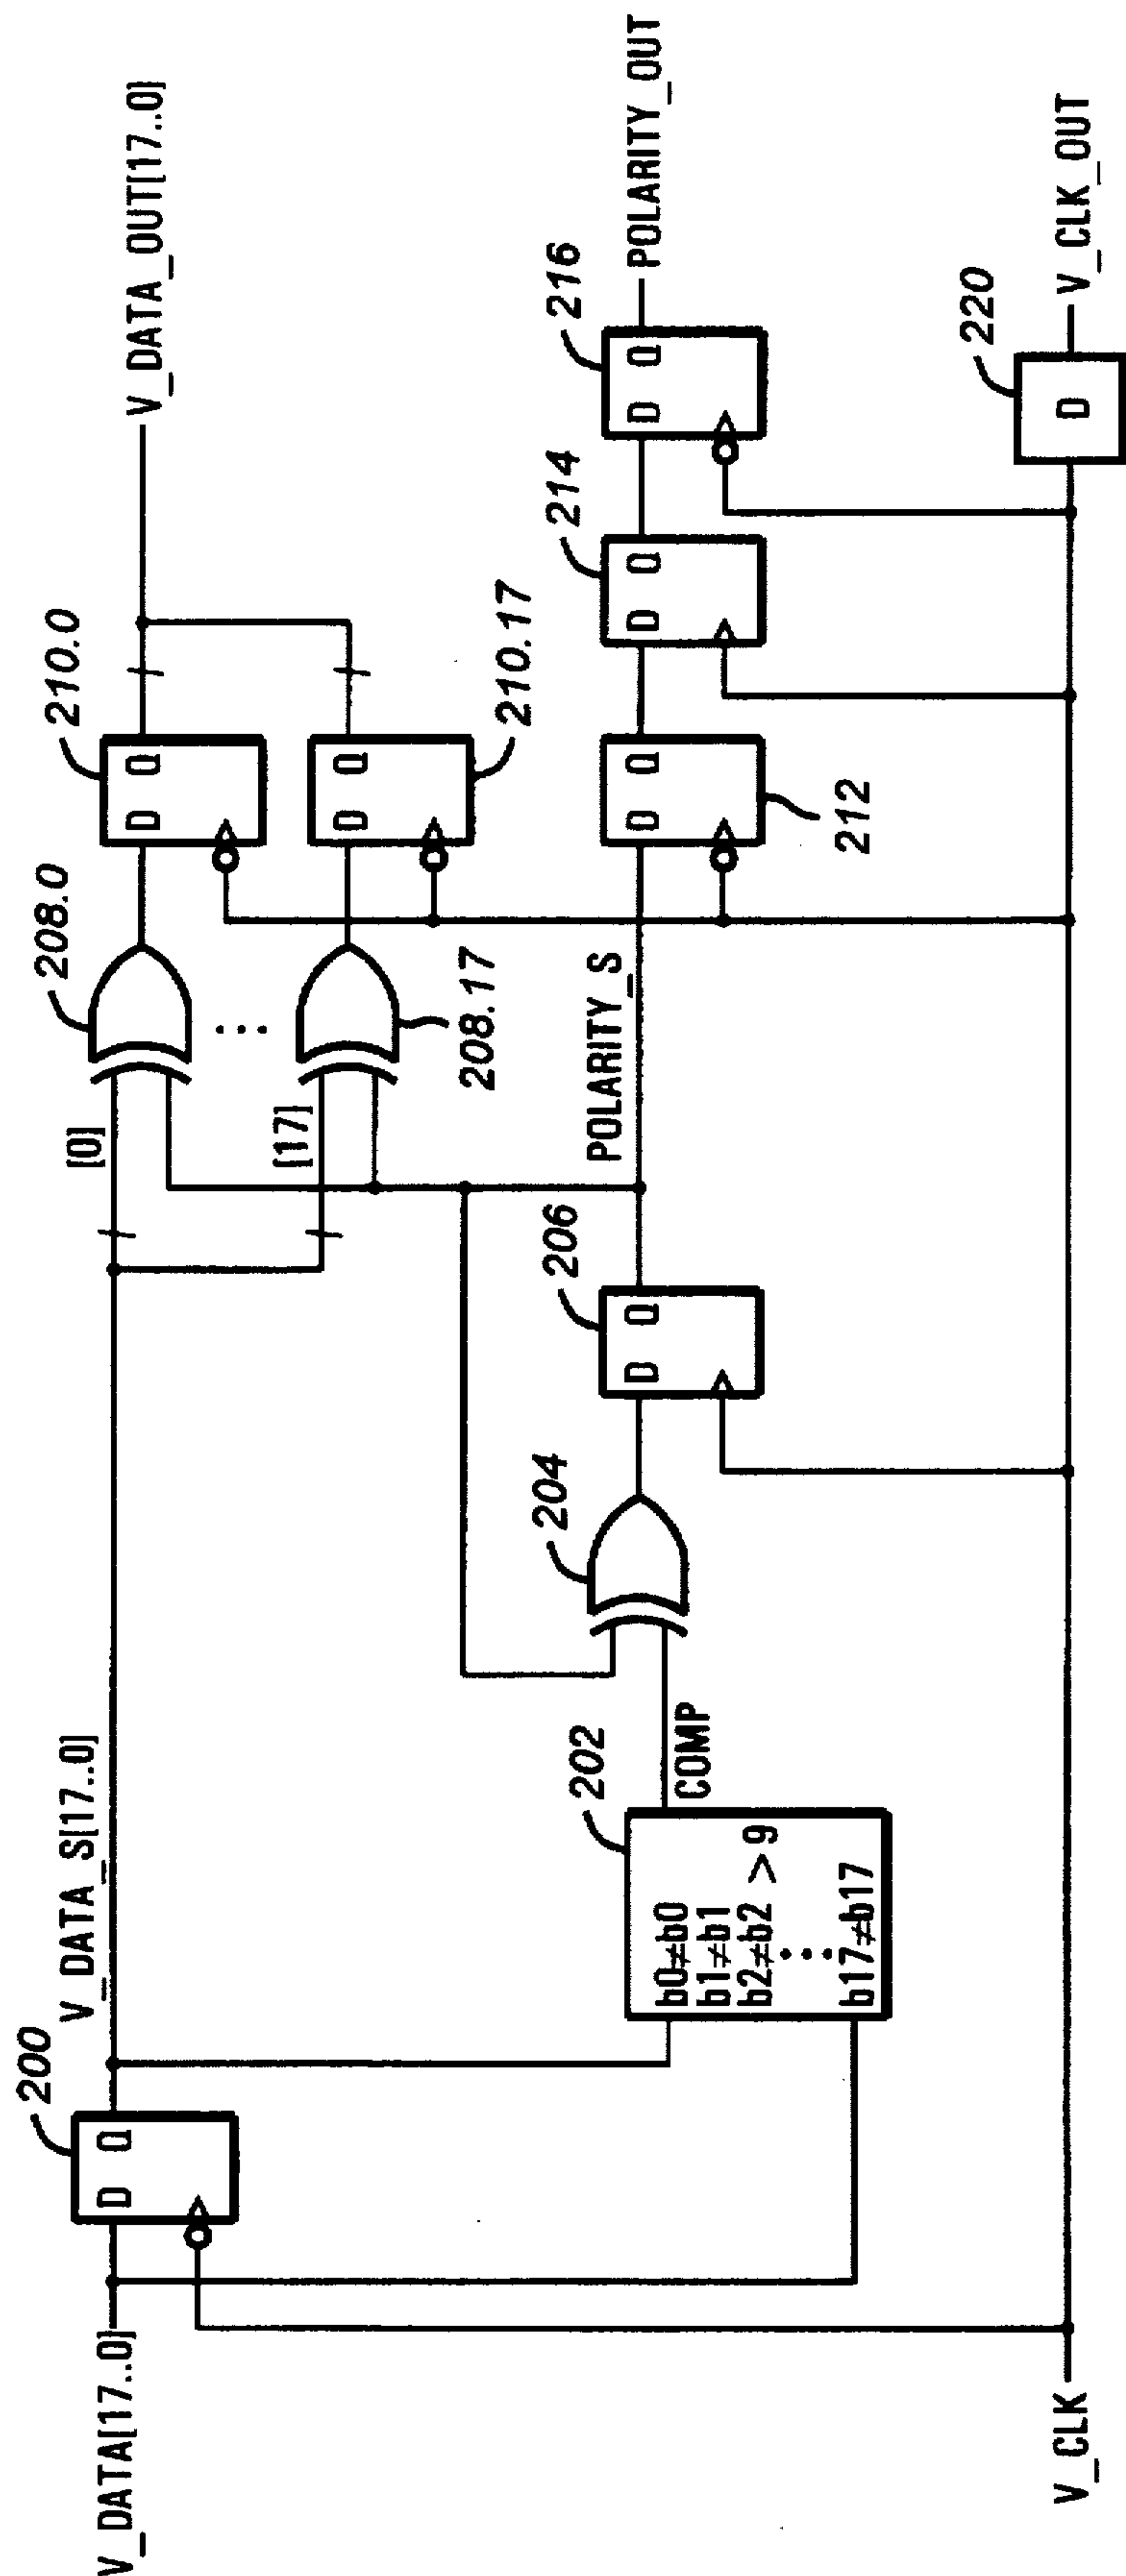 V_DATA[17..0]
200
D Q
V_DATA_S[17..0]
[0]
[17]
208.0
208.17
210.0
D Q
D Q
210.17
V_DATA_OUT[17..0]
202
b0≠b0
b1≠b1
b2≠b2 > 9
b17≠b17
COMP
204
206
D Q
POLARITY_S
D Q
212
214
D Q
216
D Q
POLARITY_OUT
V_CLK
220
D
V_CLK_OUT